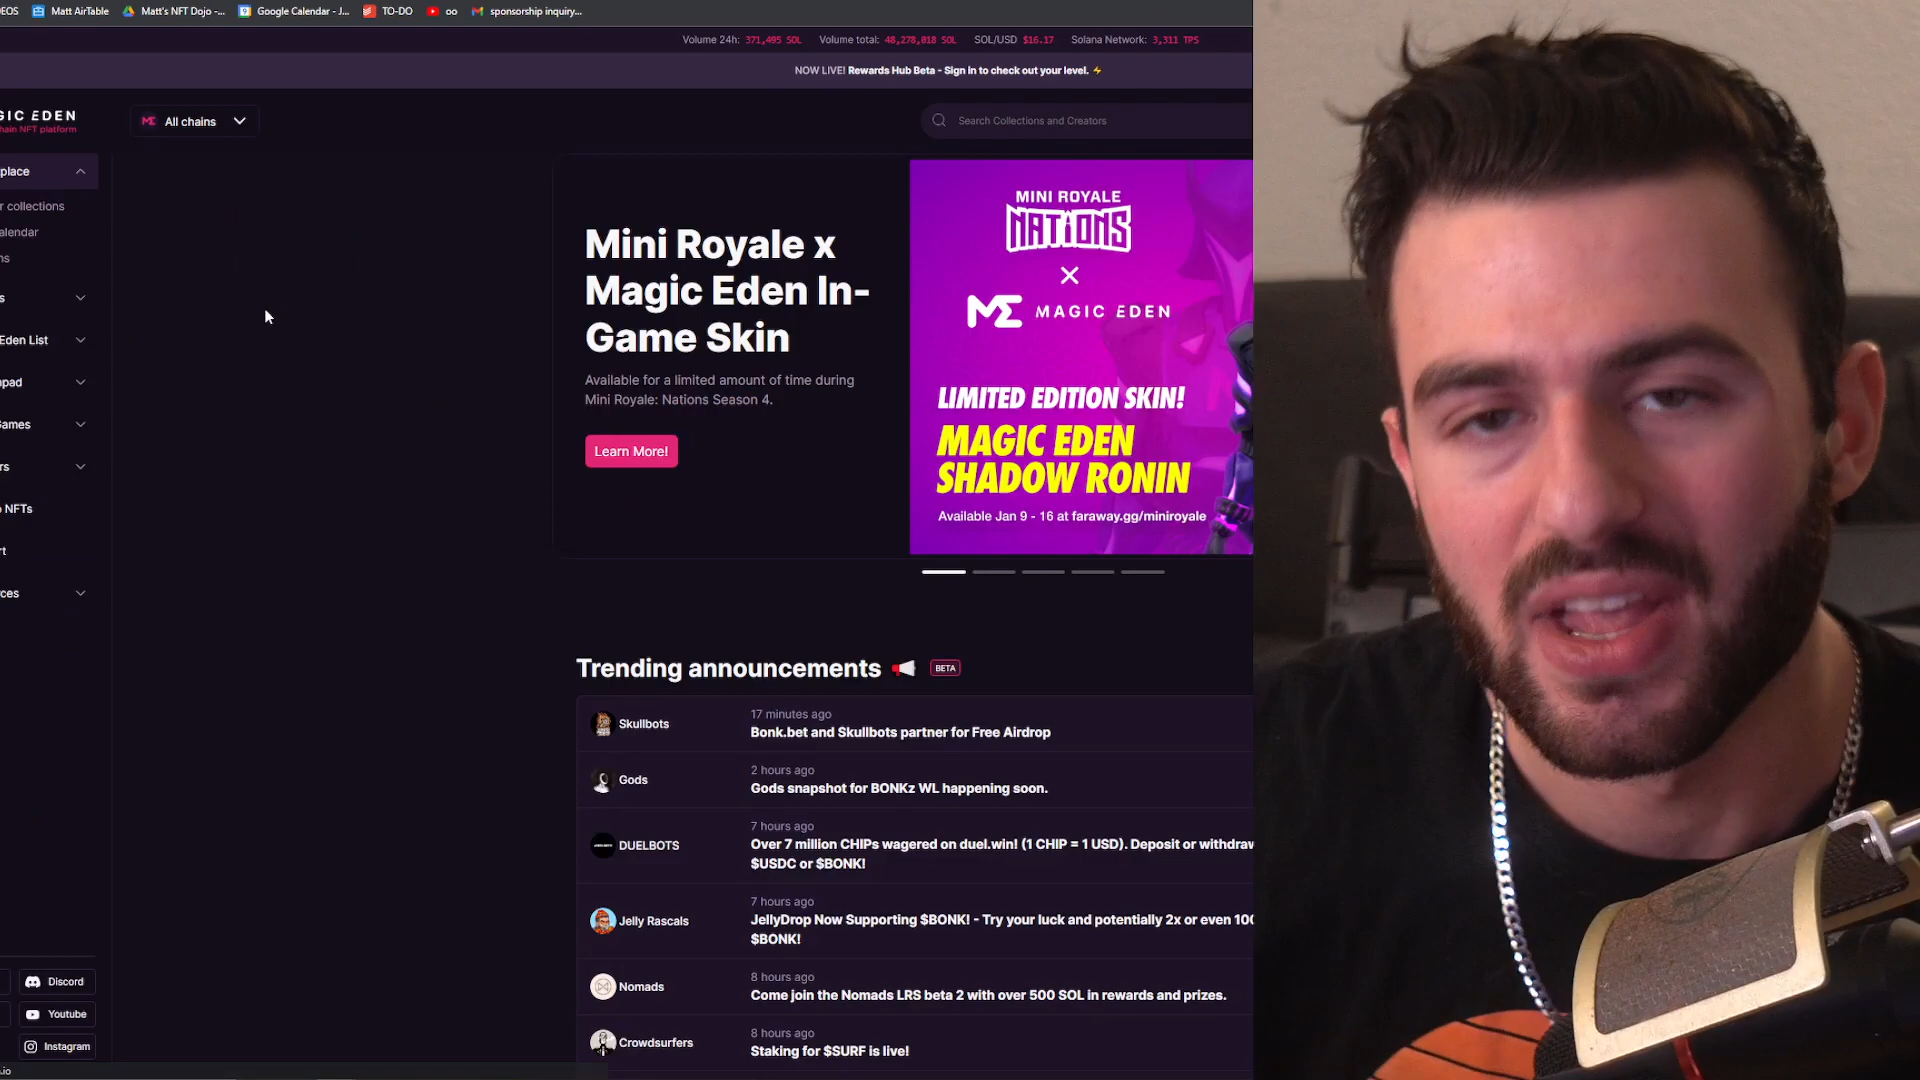 EOS Matt AirTable Matt's NFT Dojo -... Google Calendar - J... TO-DO oo sponsorship inquiry...
Volume 24h: 371,495 SOL Volume total: 48,278,018 SOL SOL/USD $16.17 Solana Network: 3,311 TPS
NOW LIVE! Rewards Hub Beta - Sign in to check out your level.
GIC EDEN
hain NFT platform
All chains
Search Collections and Creators
place
r collections
alendar
ns
s
Eden List
pad
Games
rs
o NFTs
rt
rces
Mini Royale x
Magic Eden In-
Game Skin
Available for a limited amount of time during
Mini Royale: Nations Season 4.
Learn More!
MINI ROYALE
NATIONS
ME MAGIC EDEN
LIMITED EDITION SKIN!
MAGIC EDEN
SHADOW RONIN
Available Jan 9 - 16 at faraway.gg/miniroyale
Trending announcements BETA
Skullbots
17 minutes ago
Bonk.bet and Skullbots partner for Free Airdrop
Gods
2 hours ago
Gods snapshot for BONKz WL happening soon.
DUELBOTS
7 hours ago
Over 7 million CHIPs wagered on duel.win! (1 CHIP = 1 USD). Deposit or withdraw
$USDC or $BONK!
Jelly Rascals
7 hours ago
JellyDrop Now Supporting $BONK! - Try your luck and potentially 2x or even 100
$BONK!
Nomads
8 hours ago
Come join the Nomads LRS beta 2 with over 500 SOL in rewards and prizes.
Crowdsurfers
8 hours ago
Staking for $SURF is live!
Discord
Youtube
Instagram
.io